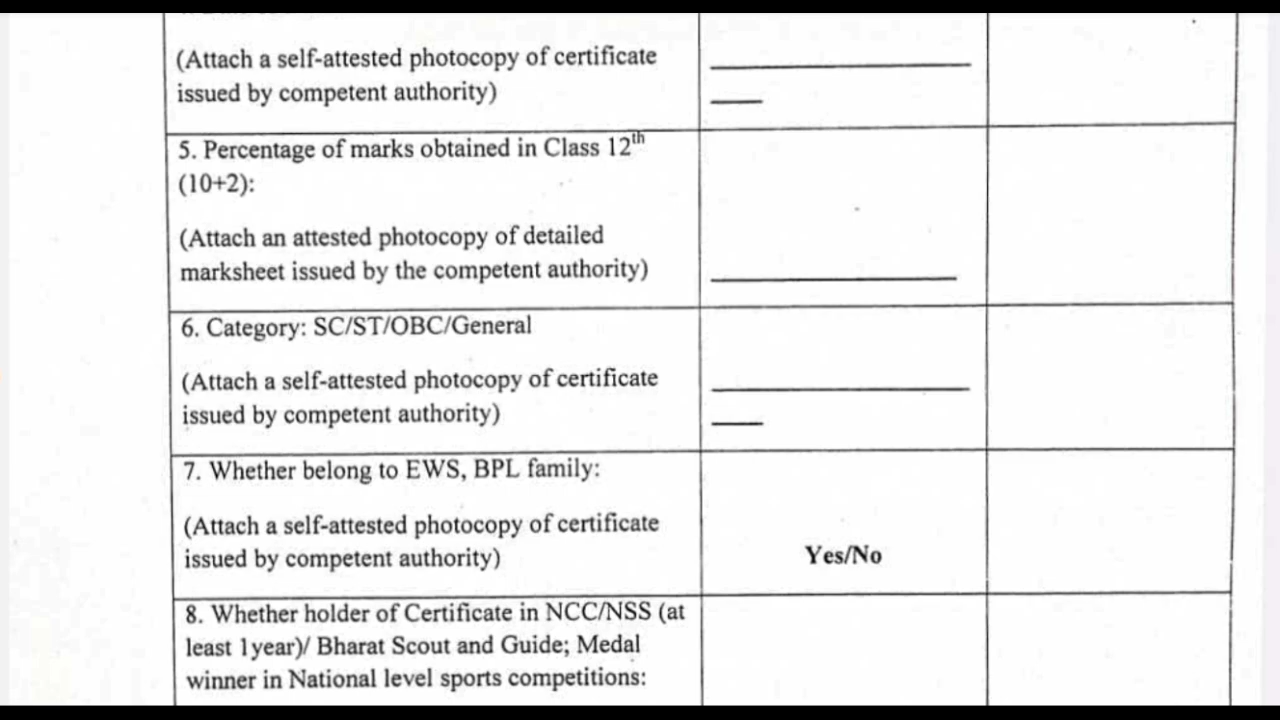 (Attach a self-attested photocopy of certificate
issued by competent authority)
5. Percentage of marks obtained in Class 12th
(10+2):
(Attach an attested photocopy of detailed
marksheet issued by the competent authority)
6. Category: SC/ST/OBC/General
(Attach a self-attested photocopy of certificate
issued by competent authority)
7. Whether belong to EWS, BPL family:
(Attach a self-attested photocopy of certificate
issued by competent authority)
Yes/No
8. Whether holder of Certificate in NCC/NSS (at
least 1year)/ Bharat Scout and Guide; Medal
winner in National level sports competitions: